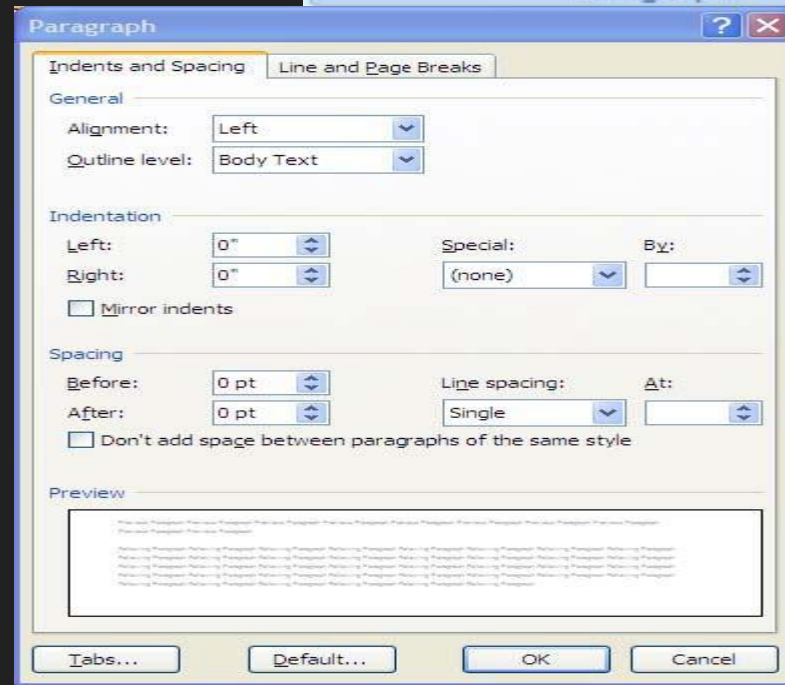 Paragraph
Indents and Spacing Line and Page Breaks
General
Alignment: Left
Outline level: Body Text
Indentation
Left: 0" Special: By:
Right: 0" (none)
Mirror indents
Spacing
Before: 0 pt Line spacing: At:
After: 0 pt Single
Don't add space between paragraphs of the same style
Preview
Tabs... Default... OK Cancel